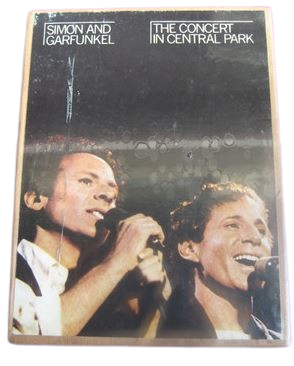 SIMON AND
GARFUNKEL
THE CONCERT
IN CENTRAL PARK